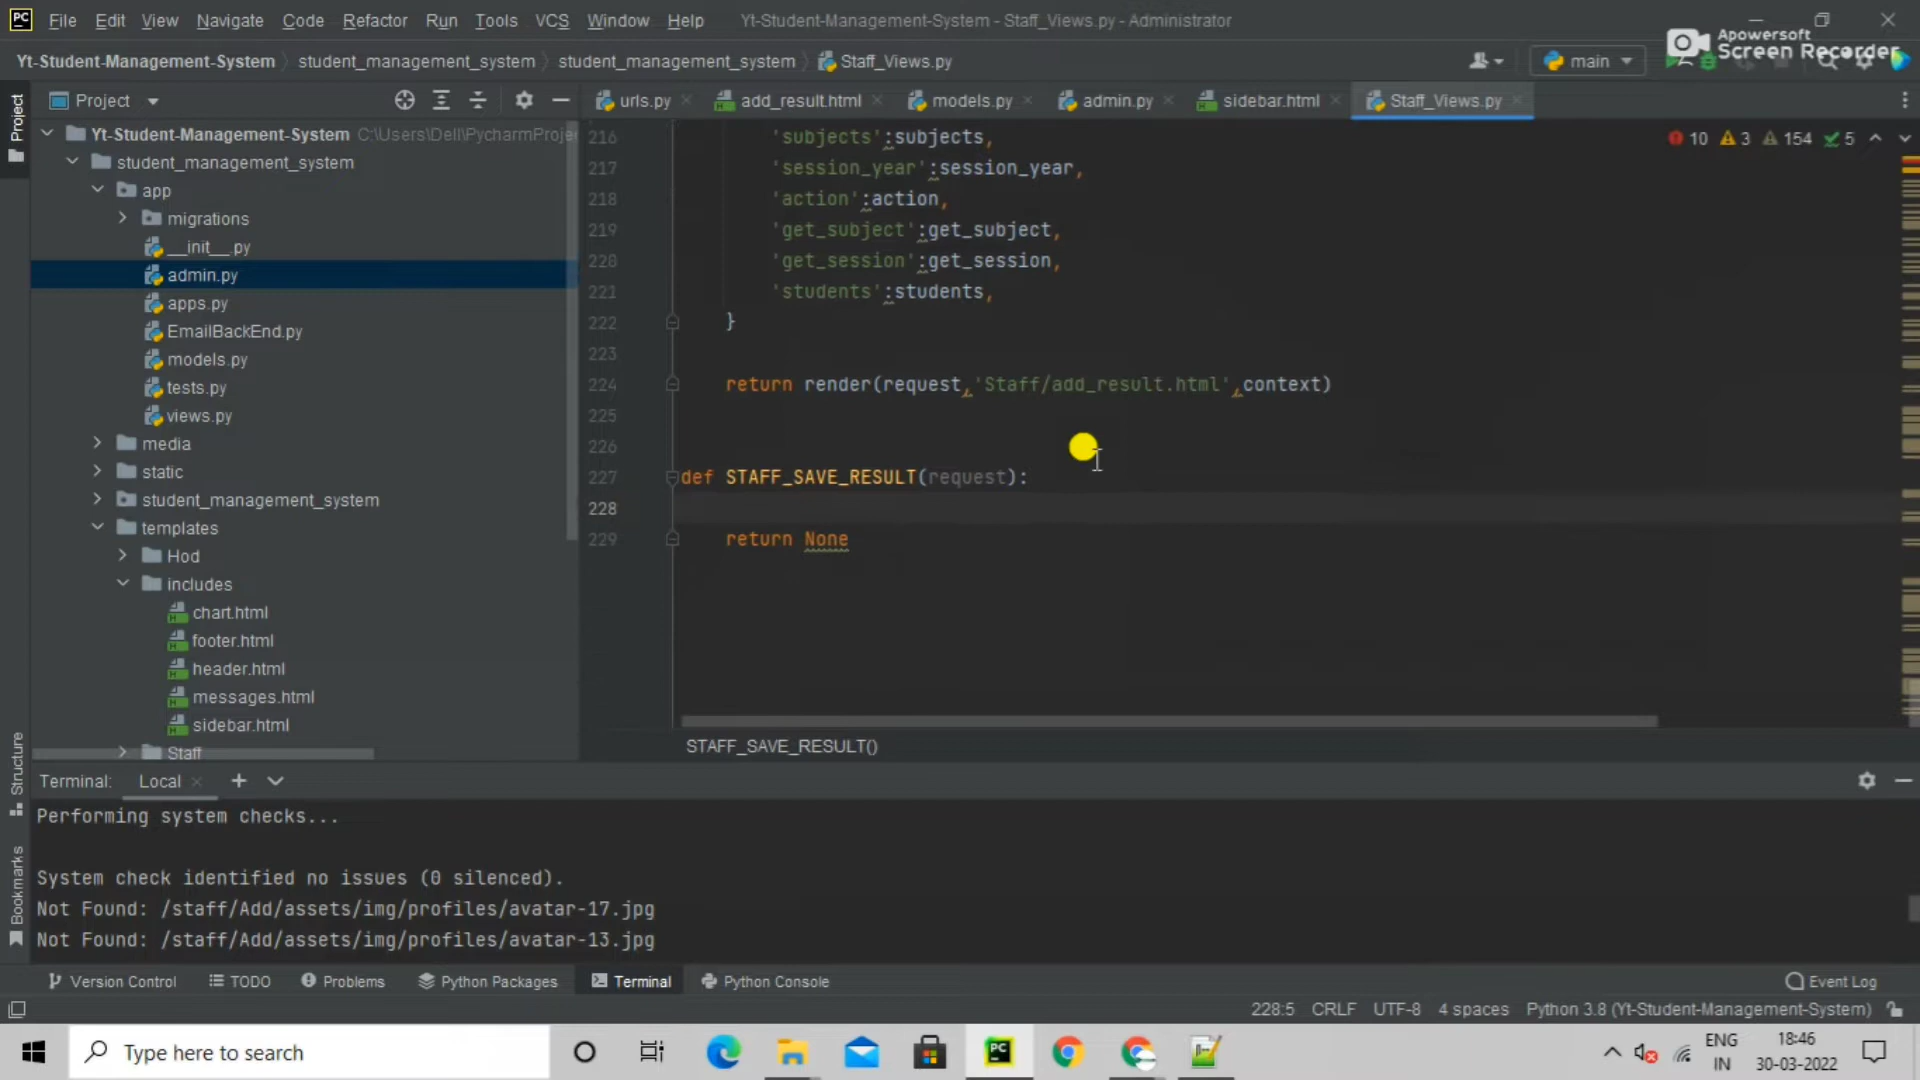 File Edit View Navigate Code Refactor Run Tools VCS Window Help Yt-Student-Management-System - Staff_Views.py - Administrator
Apowersoft
Screen Recorder
Yt-Student-Management-System student_management_system student_management_system Staff_Views.py main
Project
urls.py add_result.html models.py admin.py sidebar.html Staff_Views.py
Project
Yt-Student-Management-System C:\Users\Dell\PycharmProje
student_management_system
app
migrations
__init__.py
admin.py
apps.py
EmailBackEnd.py
models.py
tests.py
views.py
media
static
student_management_system
templates
Hod
includes
chart.html
footer.html
header.html
messages.html
sidebar.html
Staff
10 3 154 5
216 'subjects':subjects,
217 'session_year':session_year,
218 'action':action,
219 'get_subject':get_subject,
220 'get_session':get_session,
221 'students':students,
222 }
223
224 return render(request,'Staff/add_result.html',context)
225
226
227 def STAFF_SAVE_RESULT(request):
228
229 return None
STAFF_SAVE_RESULT()
Structure
Bookmarks
Terminal: Local
Performing system checks...
System check identified no issues (0 silenced).
Not Found: /staff/Add/assets/img/profiles/avatar-17.jpg
Not Found: /staff/Add/assets/img/profiles/avatar-13.jpg
Version Control TODO Problems Python Packages Terminal Python Console Event Log
228:5 CRLF UTF-8 4 spaces Python 3.8 (Yt-Student-Management-System)
Type here to search
PC
ENG
IN
18:46
30-03-2022